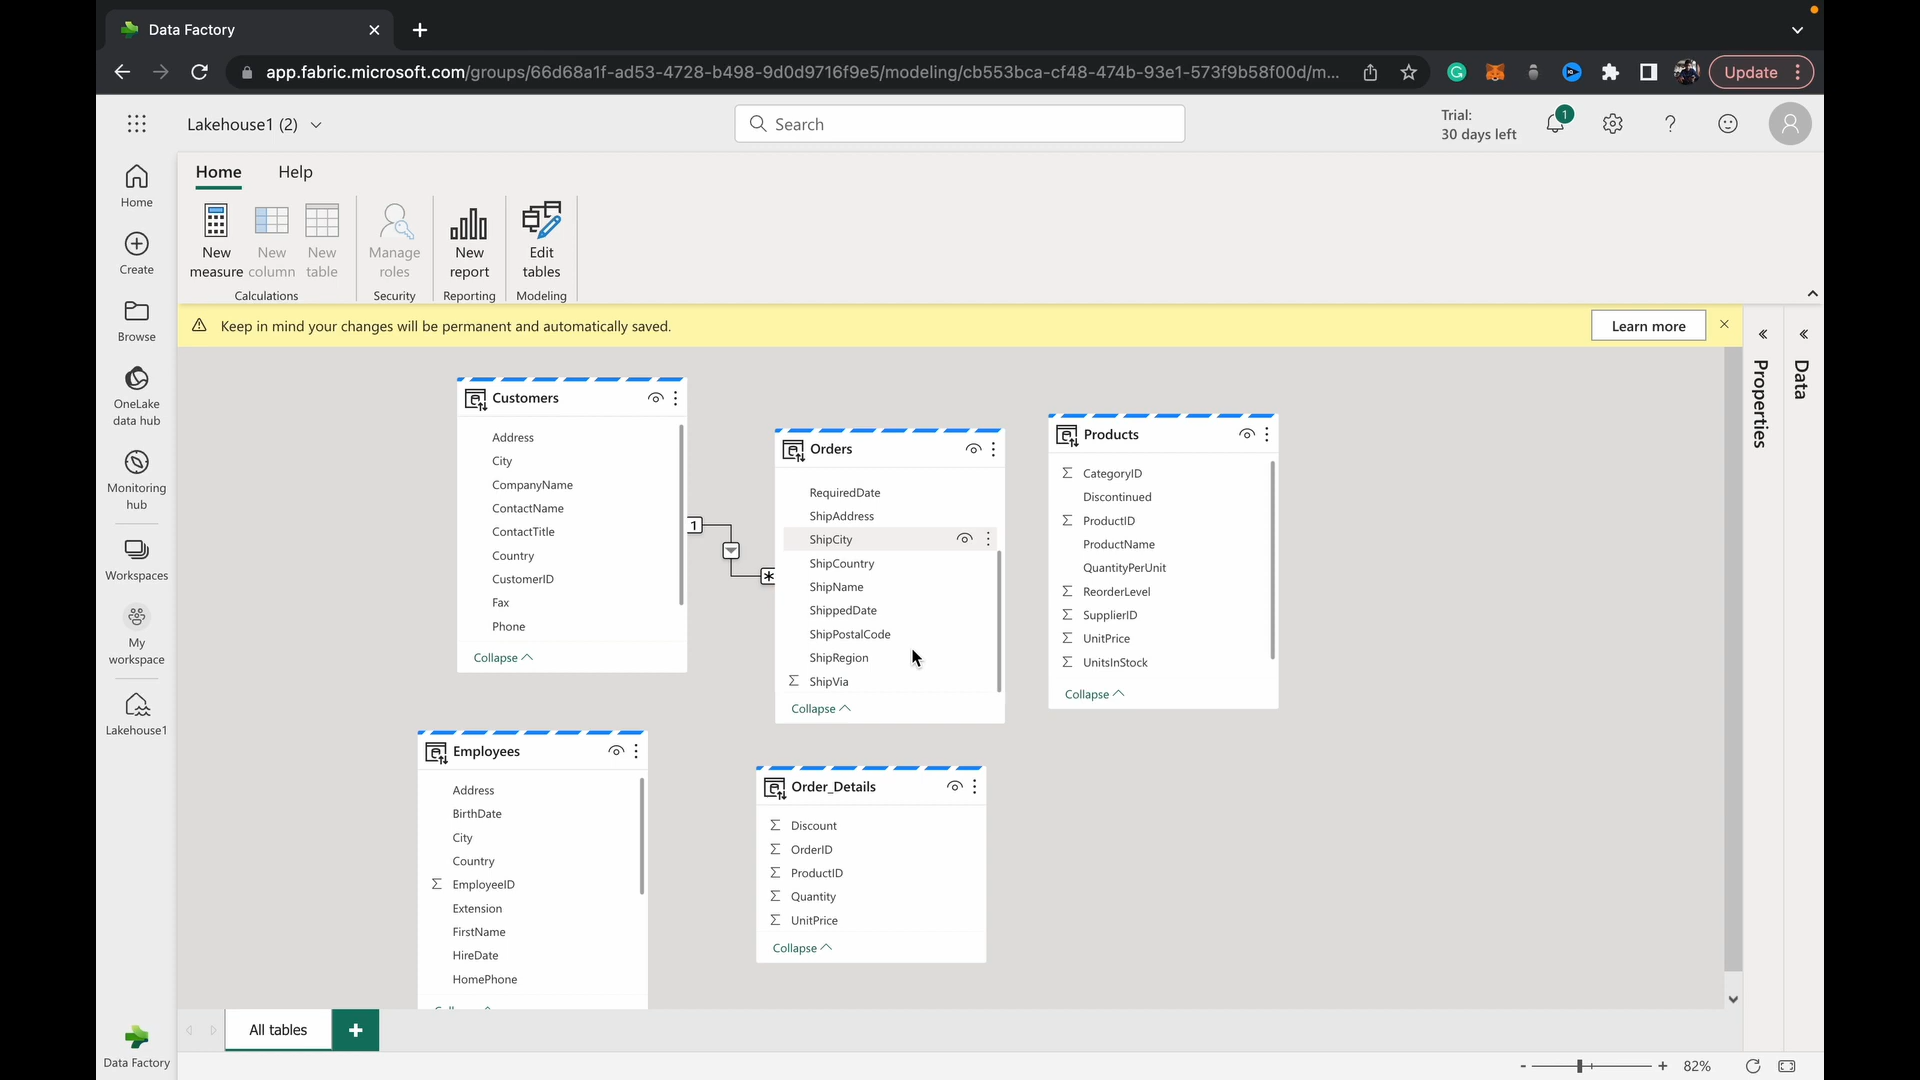 Data Factory
app.fabric.microsoft.com/groups/66d68a1f-ad53-4728-b498-9d0d9716f9e5/modeling/cb553bca-cf48-474b-93e1-573f9b58f00d/m...
Update
Lakehouse1 (2)
Search
Trial:
30 days left
1
Home
Help
New
measure
New
column
New
table
Manage
roles
New
report
Edit
tables
Calculations
Security
Reporting
Modeling
Keep in mind your changes will be permanent and automatically saved.
Learn more
Home
Create
Browse
OneLake
data hub
Monitoring
hub
Workspaces
My
workspace
Lakehouse1
Data Factory
Customers
Address
City
CompanyName
ContactName
ContactTitle
Country
CustomerID
Fax
Phone
Collapse
1
*
Orders
RequiredDate
ShipAddress
ShipCity
ShipCountry
ShipName
ShippedDate
ShipPostalCode
ShipRegion
Σ ShipVia
Collapse
Products
Σ CategoryID
Discontinued
Σ ProductID
ProductName
QuantityPerUnit
Σ ReorderLevel
Σ SupplierID
Σ UnitPrice
Σ UnitsInStock
Collapse
Employees
Address
BirthDate
City
Country
Σ EmployeeID
Extension
FirstName
HireDate
HomePhone
Order_Details
Σ Discount
Σ OrderID
Σ ProductID
Σ Quantity
Σ UnitPrice
Collapse
Properties
Data
All tables
- + 82%